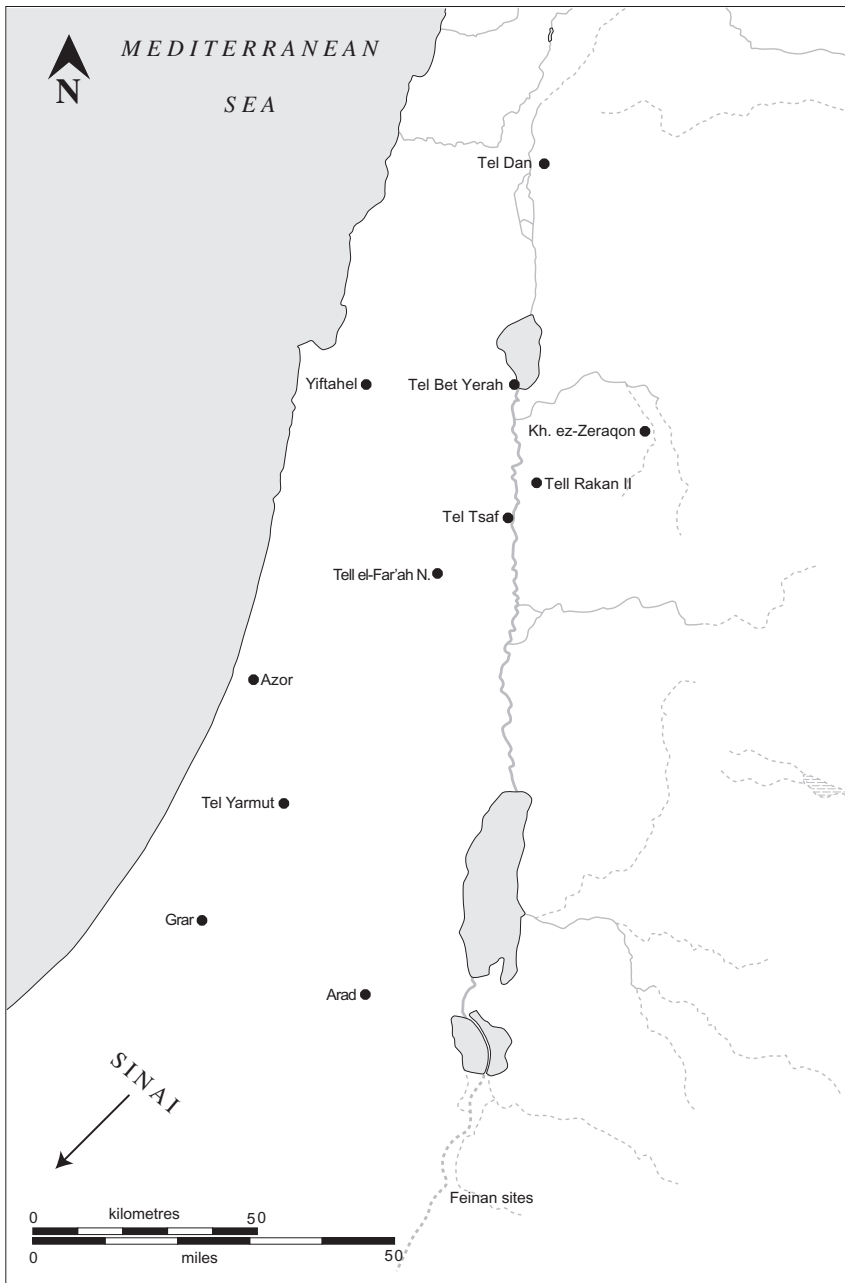 MEDITERRANEAN
SEA
N
Tel Dan
Yiftahel
Tel Bet Yerah
Kh. ez-Zeraqon
Tell Rakan II
Tel Tsaf
Tell el-Far'ah N.
Azor
Tel Yarmut
Grar
Arad
SINAI
Feinan sites
0 kilometres 50
0 miles 50